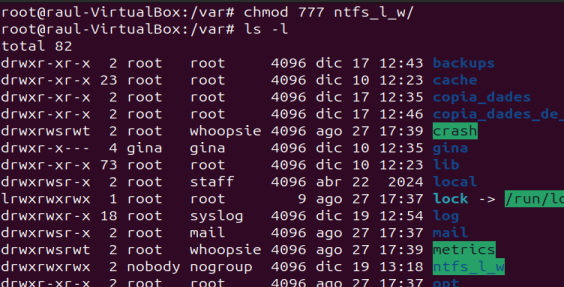 root@raul-VirtualBox:/var# chmod 777 ntfs_l_w/
root@raul-VirtualBox:/var# ls -l
total 82
drwxr-xr-x  2 root   root     4096 dic 17 12:43 backups
drwxr-xr-x 23 root   root     4096 dic 10 12:23 cache
drwxr-xr-x  2 root   root     4096 dic 17 12:35 copia_dades
drwxr-xr-x  2 root   root     4096 dic 17 12:46 copia_dades_de_
drwxrwsrwt  2 root   whoopsie 4096 ago 27 17:39 crash
drwxr-x---  4 gina   gina     4096 dic 10 12:35 gina
drwxr-xr-x 73 root   root     4096 dic 10 12:23 lib
drwxrwsr-x  2 root   staff    4096 abr 22  2024 local
lrwxrwxrwx  1 root   root        9 ago 27 17:37 lock -> /run/lo
drwxrwxr-x 18 root   syslog   4096 dic 19 12:54 log
drwxrwsr-x  2 root   mail     4096 ago 27 17:37 mail
drwxrwsrwt  2 root   whoopsie 4096 ago 27 17:39 metrics
drwxrwxrwx  2 nobody nogroup  4096 dic 19 13:18 ntfs_l_w
drwxr-xr-x  2 root   root     4096 ago 27 17:37 opt